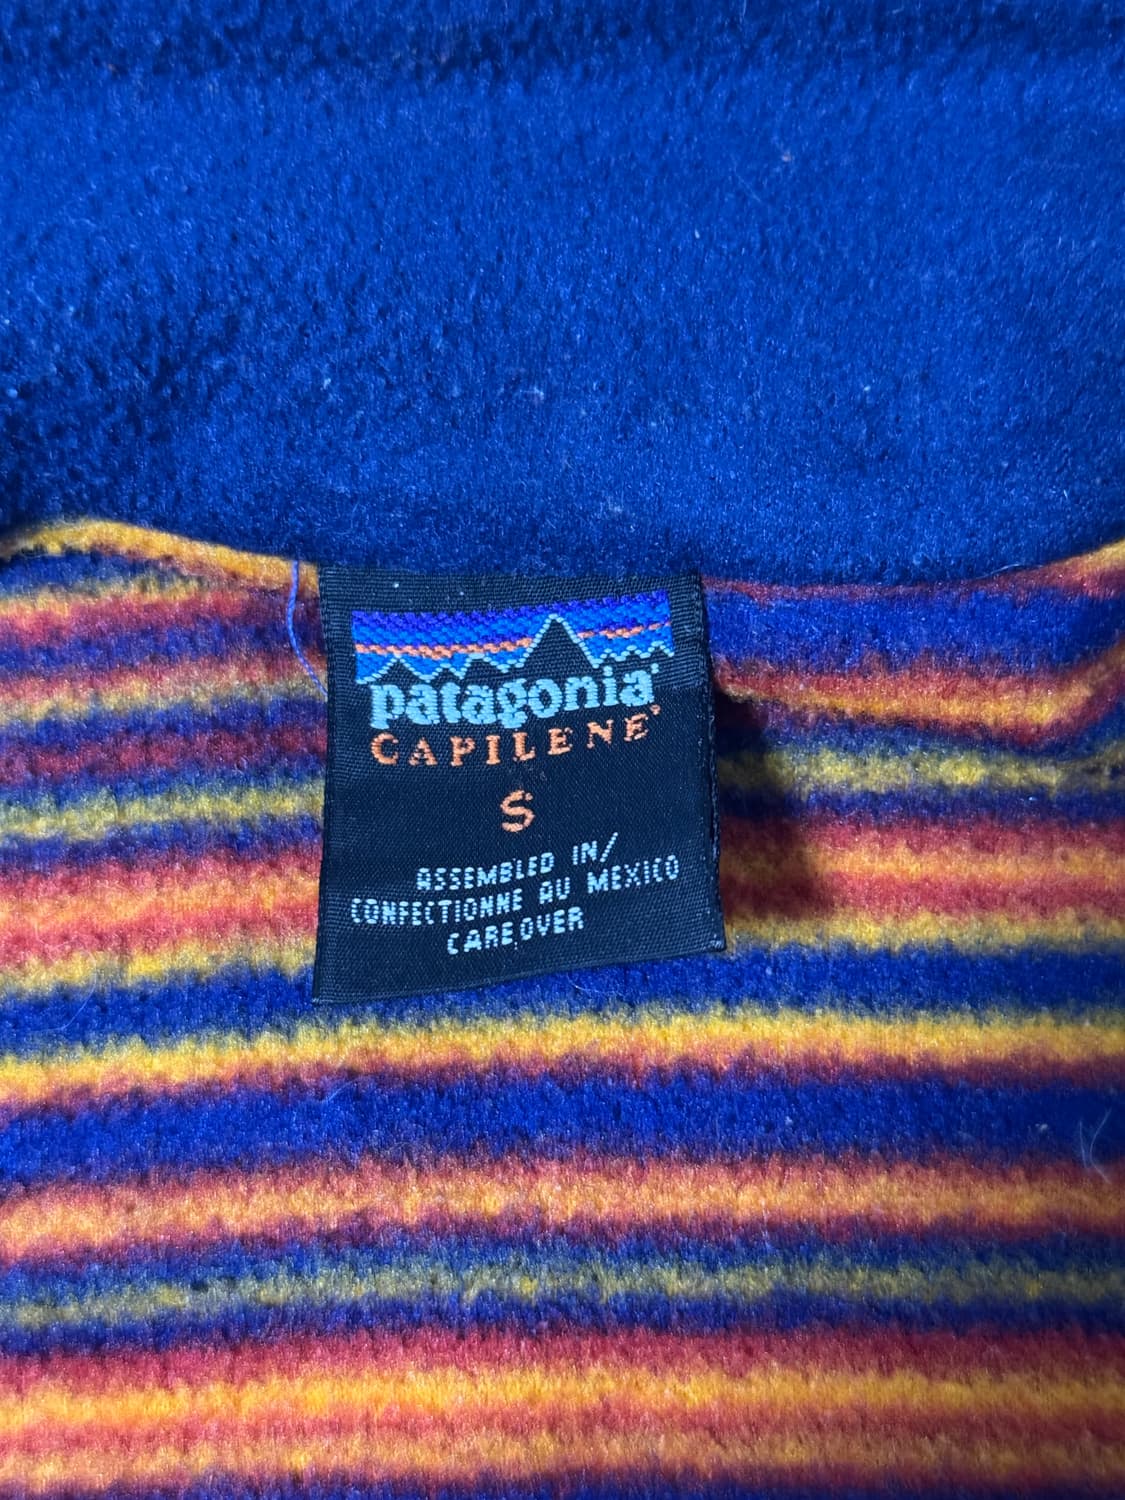 patagonia®
CAPILENE®
S
ASSEMBLED IN/
CONFECTIONNE AU MEXICO
CARE OVER